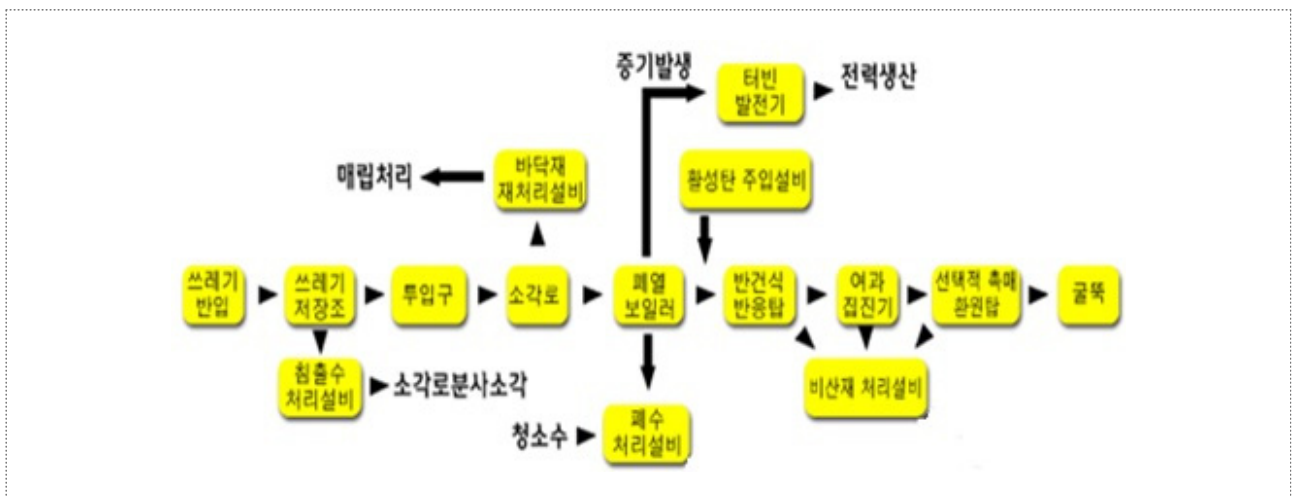 증기발생
터빈
발전기
전력생산
매립처리
바닥재
재처리설비
활성탄 주입설비
쓰레기
반입
쓰레기
저장조
투입구
소각로
폐열
보일러
반건식
반응탑
여과
집진기
선택적 촉매
환원탑
굴뚝
침출수
처리설비
소각로분사소각
비산재 처리설비
청소수
폐수
처리설비